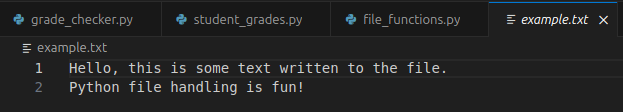 grade_checker.py student_grades.py file_functions.py example.txt
example.txt
1 Hello, this is some text written to the file.
2 Python file handling is fun!